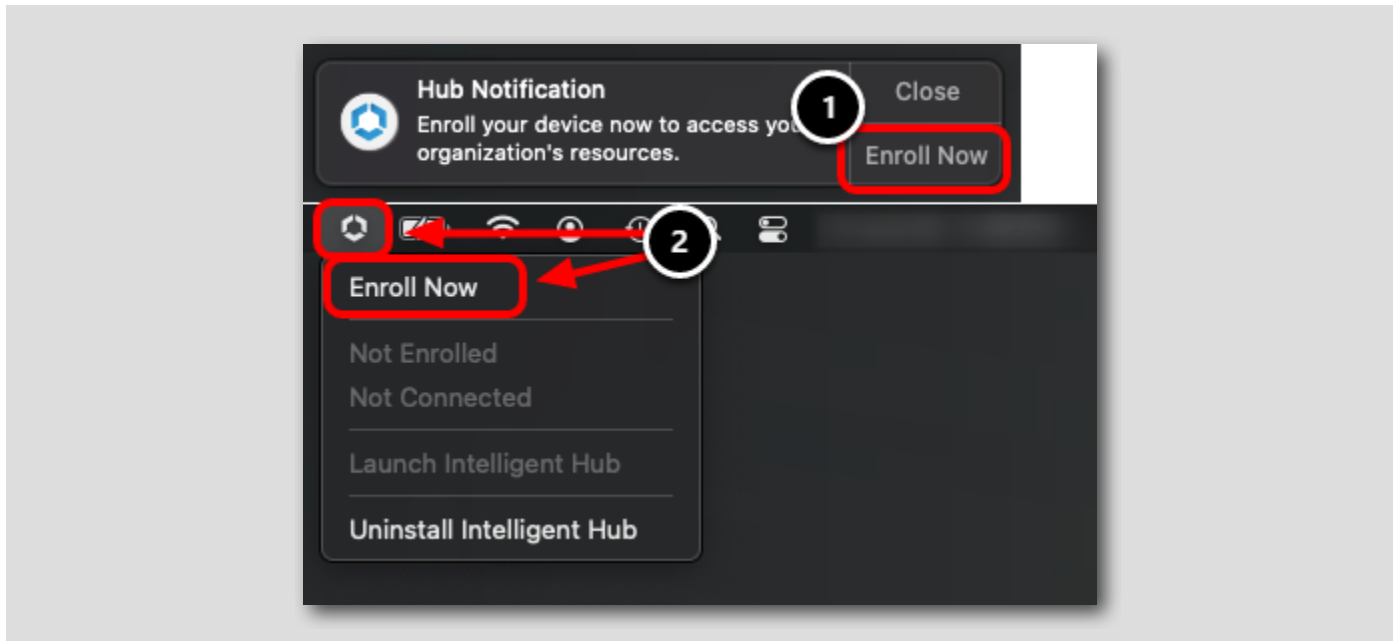 Hub Notification
Enroll your device now to access
organization's resources.
1
Close
Enroll Now
2
Enroll Now
Not Enrolled
Not Connected
Launch Intelligent Hub
Uninstall Intelligent Hub